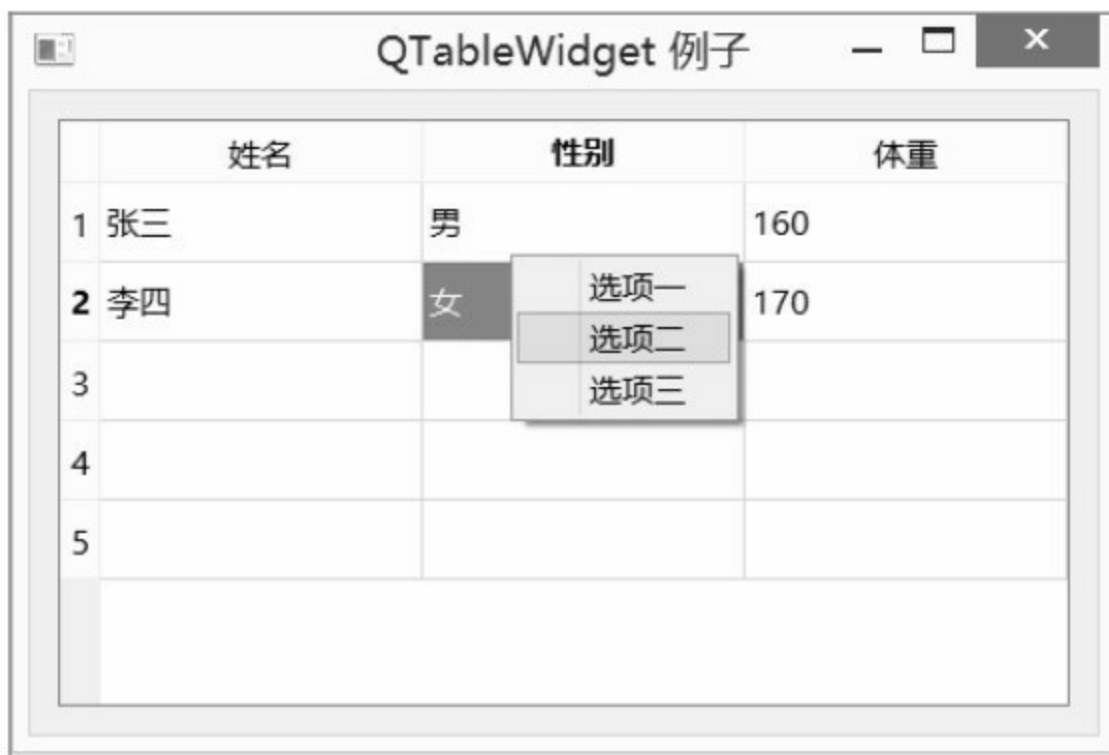 QTableWidget 例子
姓名 性别 体重
1 张三 男 160
2 李四 女 170
3
4
5
选项一
选项二
选项三